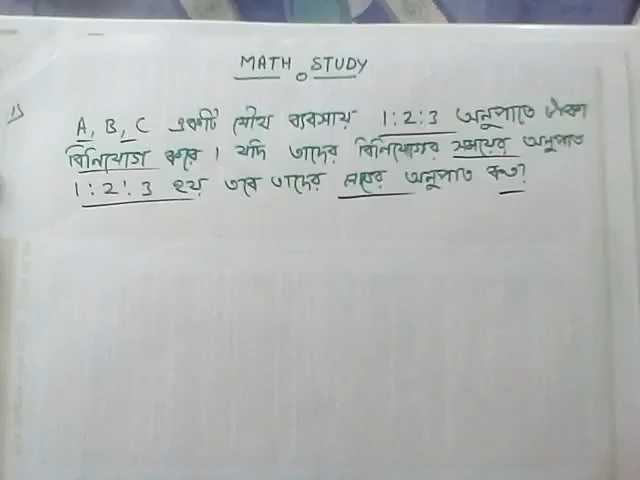 MATH STUDY
1) A, B, C একটি যৌথ ব্যবসায় 1:2:3 অনুপাতে টাকা
বিনিয়োগ করে। যদি তাদের বিনিয়োগের সময়ের অনুপাত
1:2:3 হয় তবে তাদের লাভের অনুপাত কত?